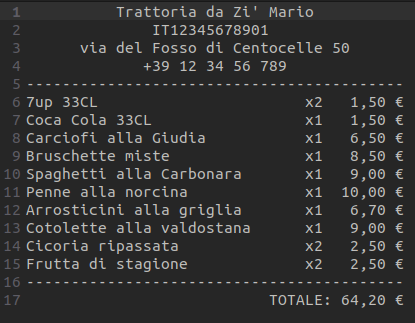 1 Trattoria da Zi' Mario
2 IT12345678901
3 via del Fosso di Centocelle 50
4 +39 12 34 56 789
5 ------------------------------------------
6 7up 33CL x2 1,50 €
7 Coca Cola 33CL x1 1,50 €
8 Carciofi alla Giudia x1 6,50 €
9 Bruschette miste x1 8,50 €
10 Spaghetti alla Carbonara x1 9,00 €
11 Penne alla norcina x1 10,00 €
12 Arrosticini alla griglia x1 6,70 €
13 Cotolette alla valdostana x1 9,00 €
14 Cicoria ripassata x2 2,50 €
15 Frutta di stagione x2 2,50 €
16 ------------------------------------------
17 TOTALE: 64,20 €